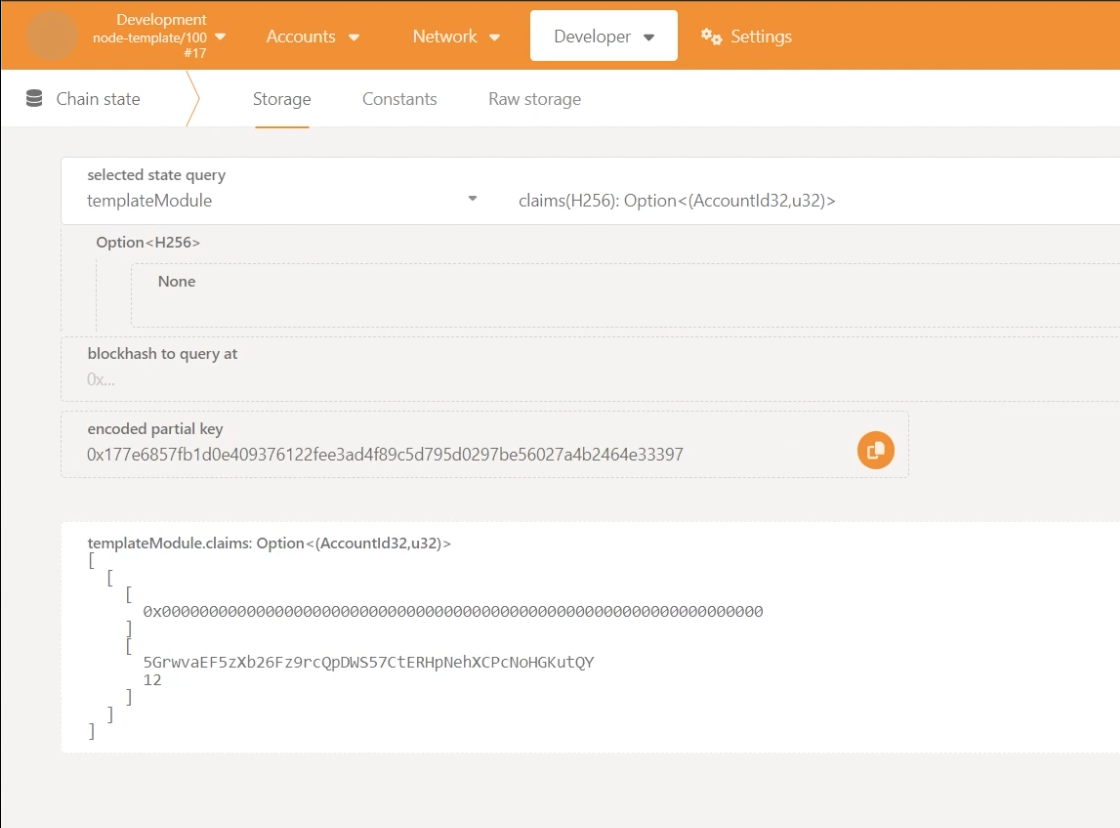 Development
node-template/100
#17
Accounts
Network
Developer
Settings
Chain state
Storage
Constants
Raw storage
selected state query
templateModule
claims(H256): Option<(AccountId32,u32)>
Option<H256>
None
blockhash to query at
0x...
encoded partial key
0x177e6857fb1d0e409376122fee3ad4f89c5d795d0297be56027a4b2464e33397
templateModule.claims: Option<(AccountId32,u32)>
[
[
[
0x0000000000000000000000000000000000000000000000000000000000000000
]
[
5GrwvaEF5zXb26Fz9rcQpDWS57CtERHpNehXCPcNoHGKutQY
12
]
]
]